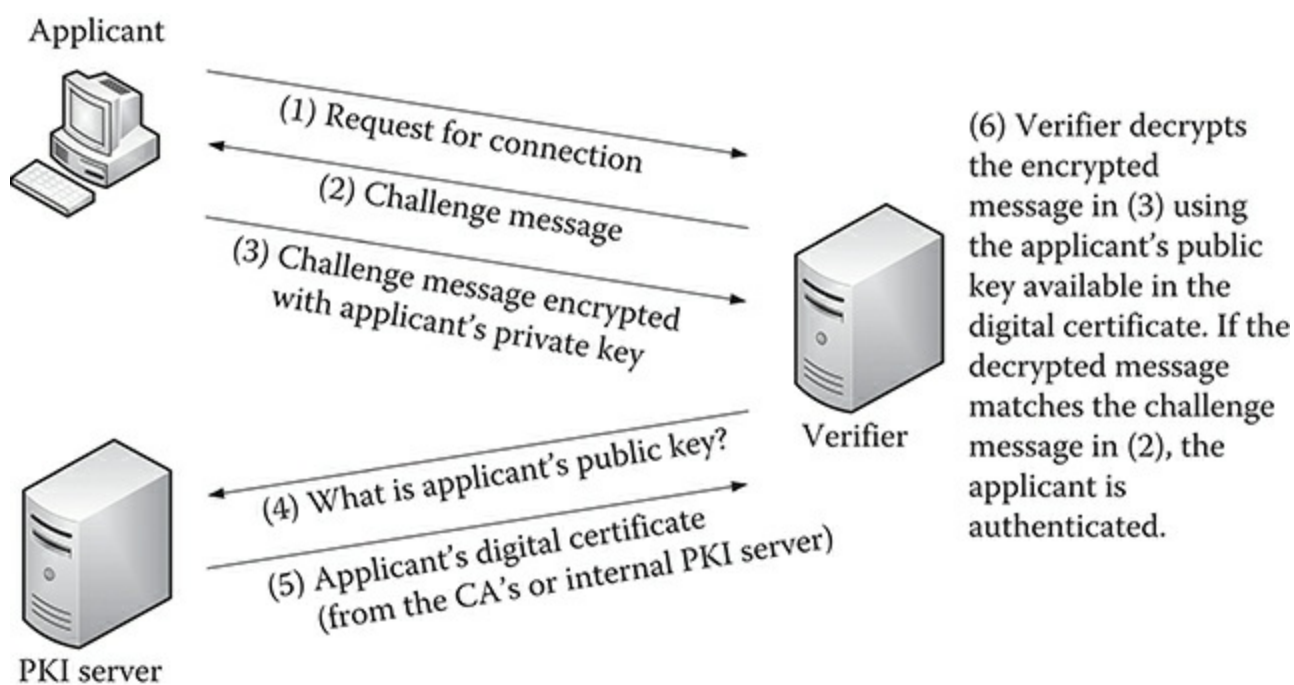 Applicant
(1) Request for connection
(2) Challenge message
(3) Challenge message encrypted
with applicant's private key
Verifier
(4) What is applicant's public key?
(5) Applicant's digital certificate
(from the CA's or internal PKI server)
PKI server
(6) Verifier decrypts
the encrypted
message in (3) using
the applicant's public
key available in the
digital certificate. If the
decrypted message
matches the challenge
message in (2), the
applicant is
authenticated.